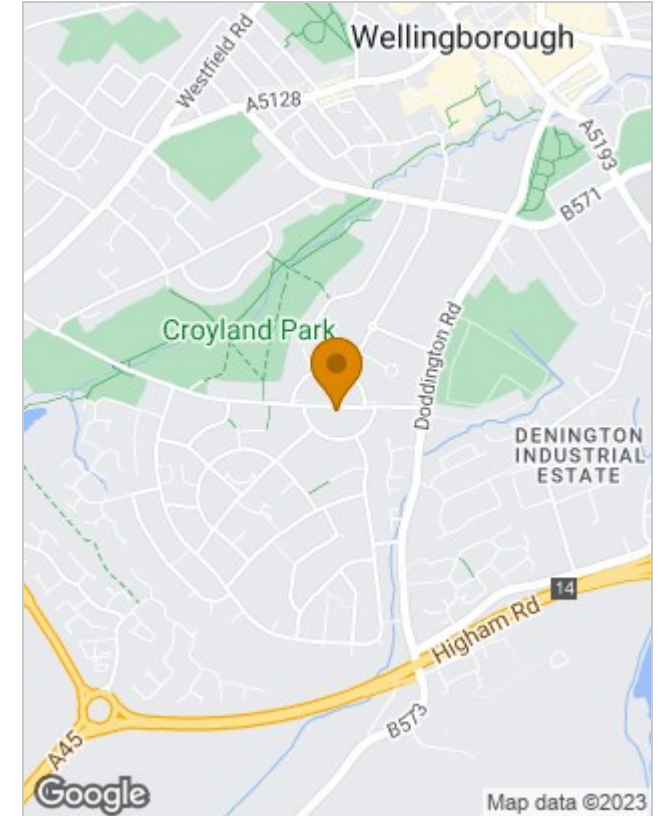 Wellingborough
Westfield Rd
A5128
A5193
B571
Croyland Park
Doddington Rd
DENINGTON
INDUSTRIAL
ESTATE
14
Higham Rd
B573
A45
Google
Map data ©2023